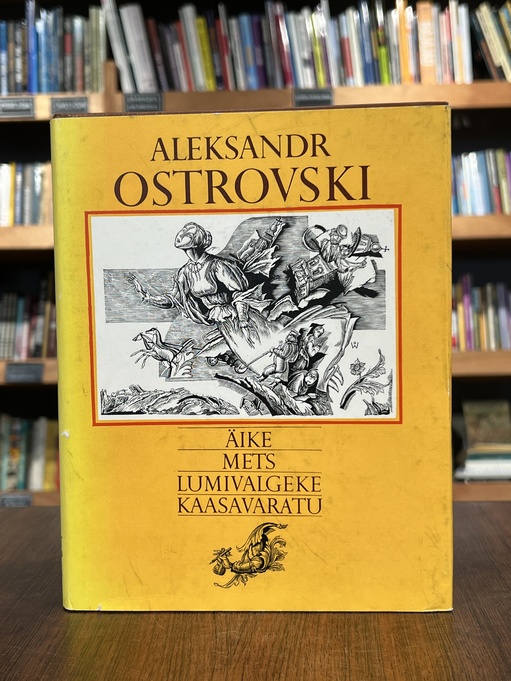 ALEKSANDR
OSTROVSKI
ÄIKE
METS
LUMIVALGEKE
KAASAVARATU